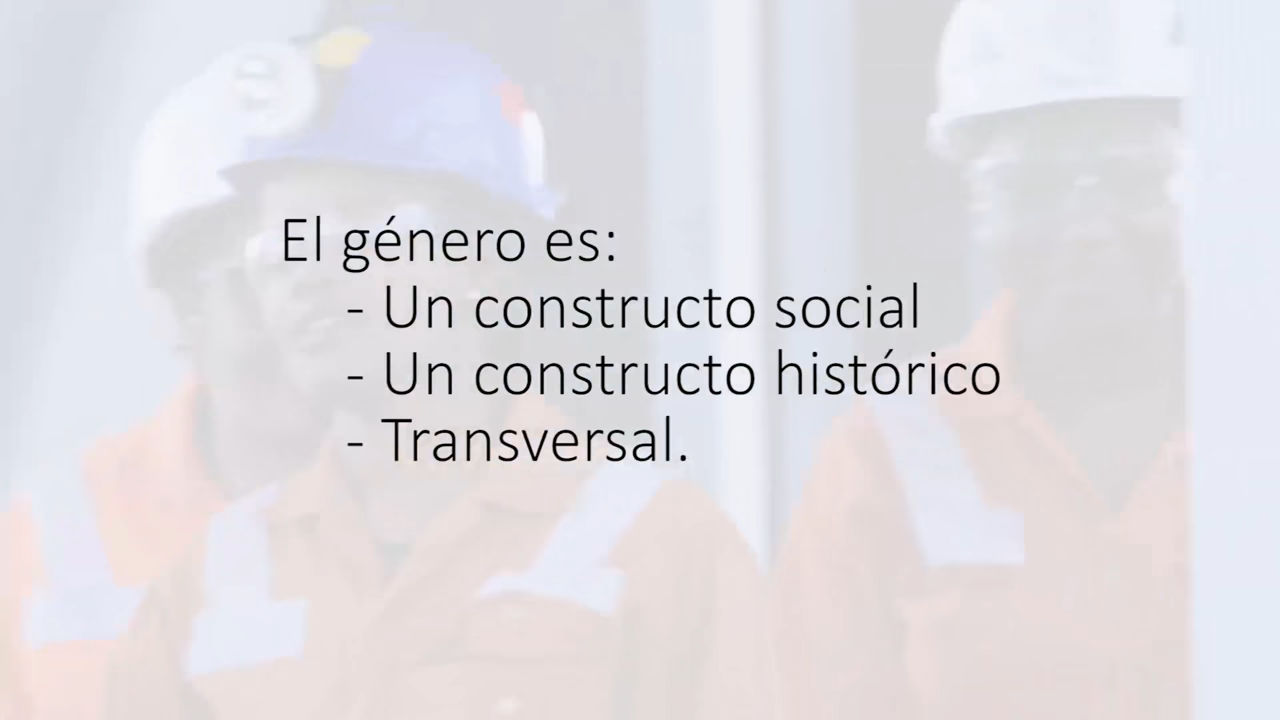 El género es:
- Un constructo social
- Un constructo histórico
- Transversal.